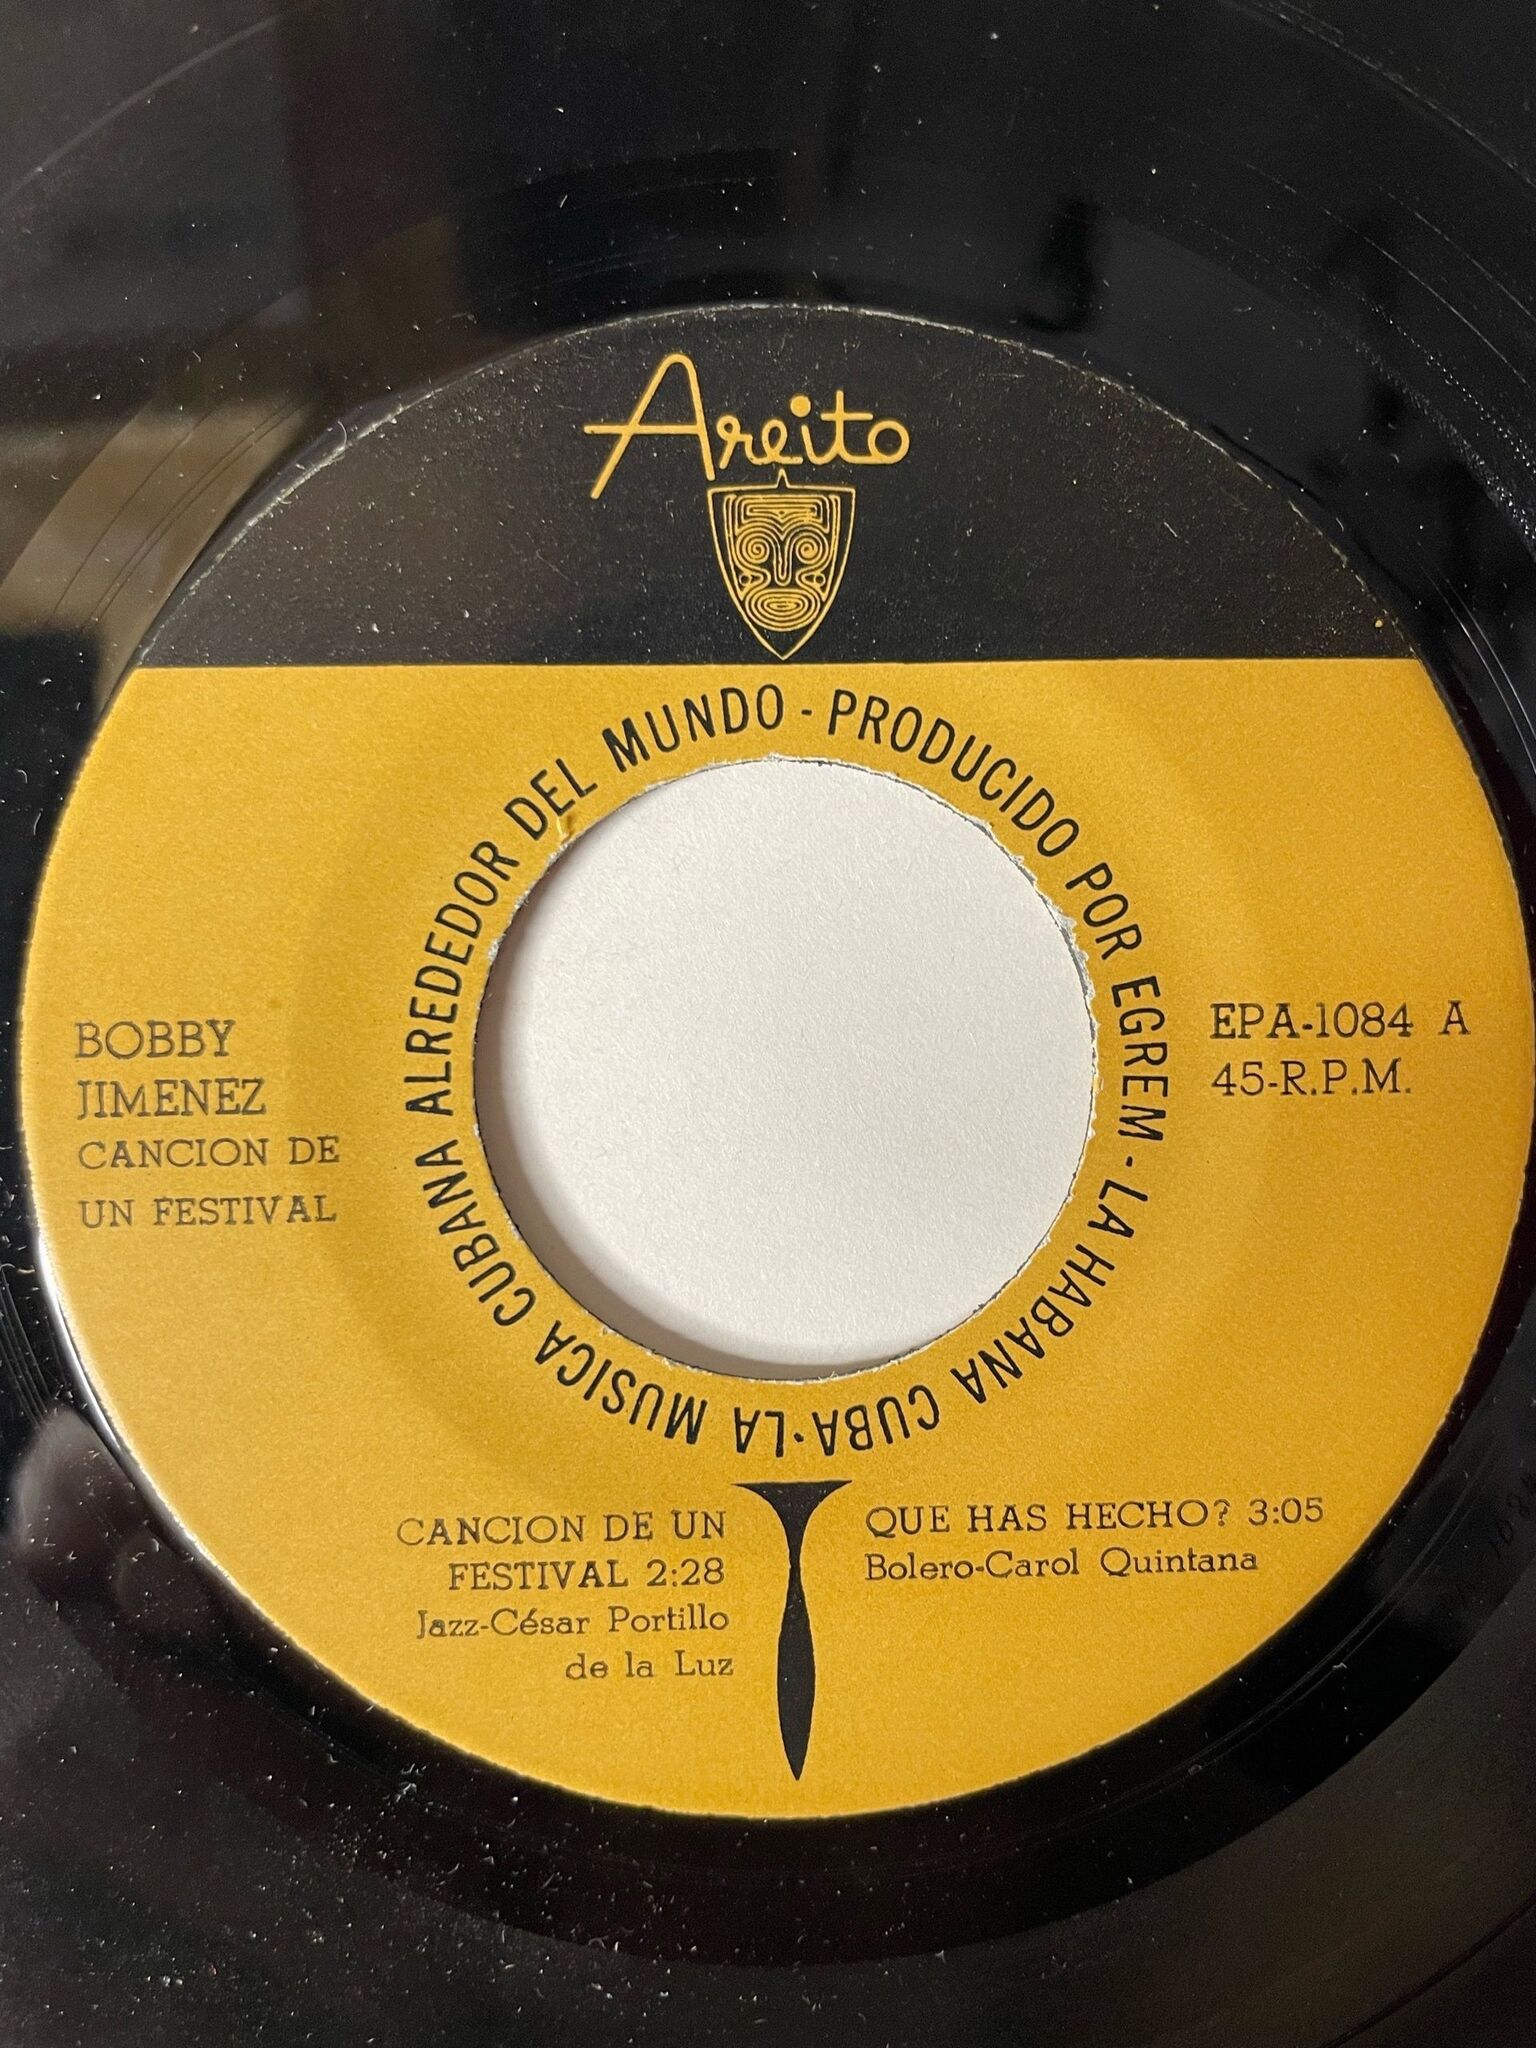 Areito
LA MUSICA CUBANA ALREDEDOR DEL MUNDO - PRODUCIDO POR EGREM - LA HABANA CUBA.
BOBBY
JIMENEZ
CANCION DE
UN FESTIVAL
EPA-1084 A
45-R.P.M.
CANCION DE UN
FESTIVAL 2:28
Jazz-César Portillo
de la Luz
QUE HAS HECHO? 3:05
Bolero-Carol Quintana